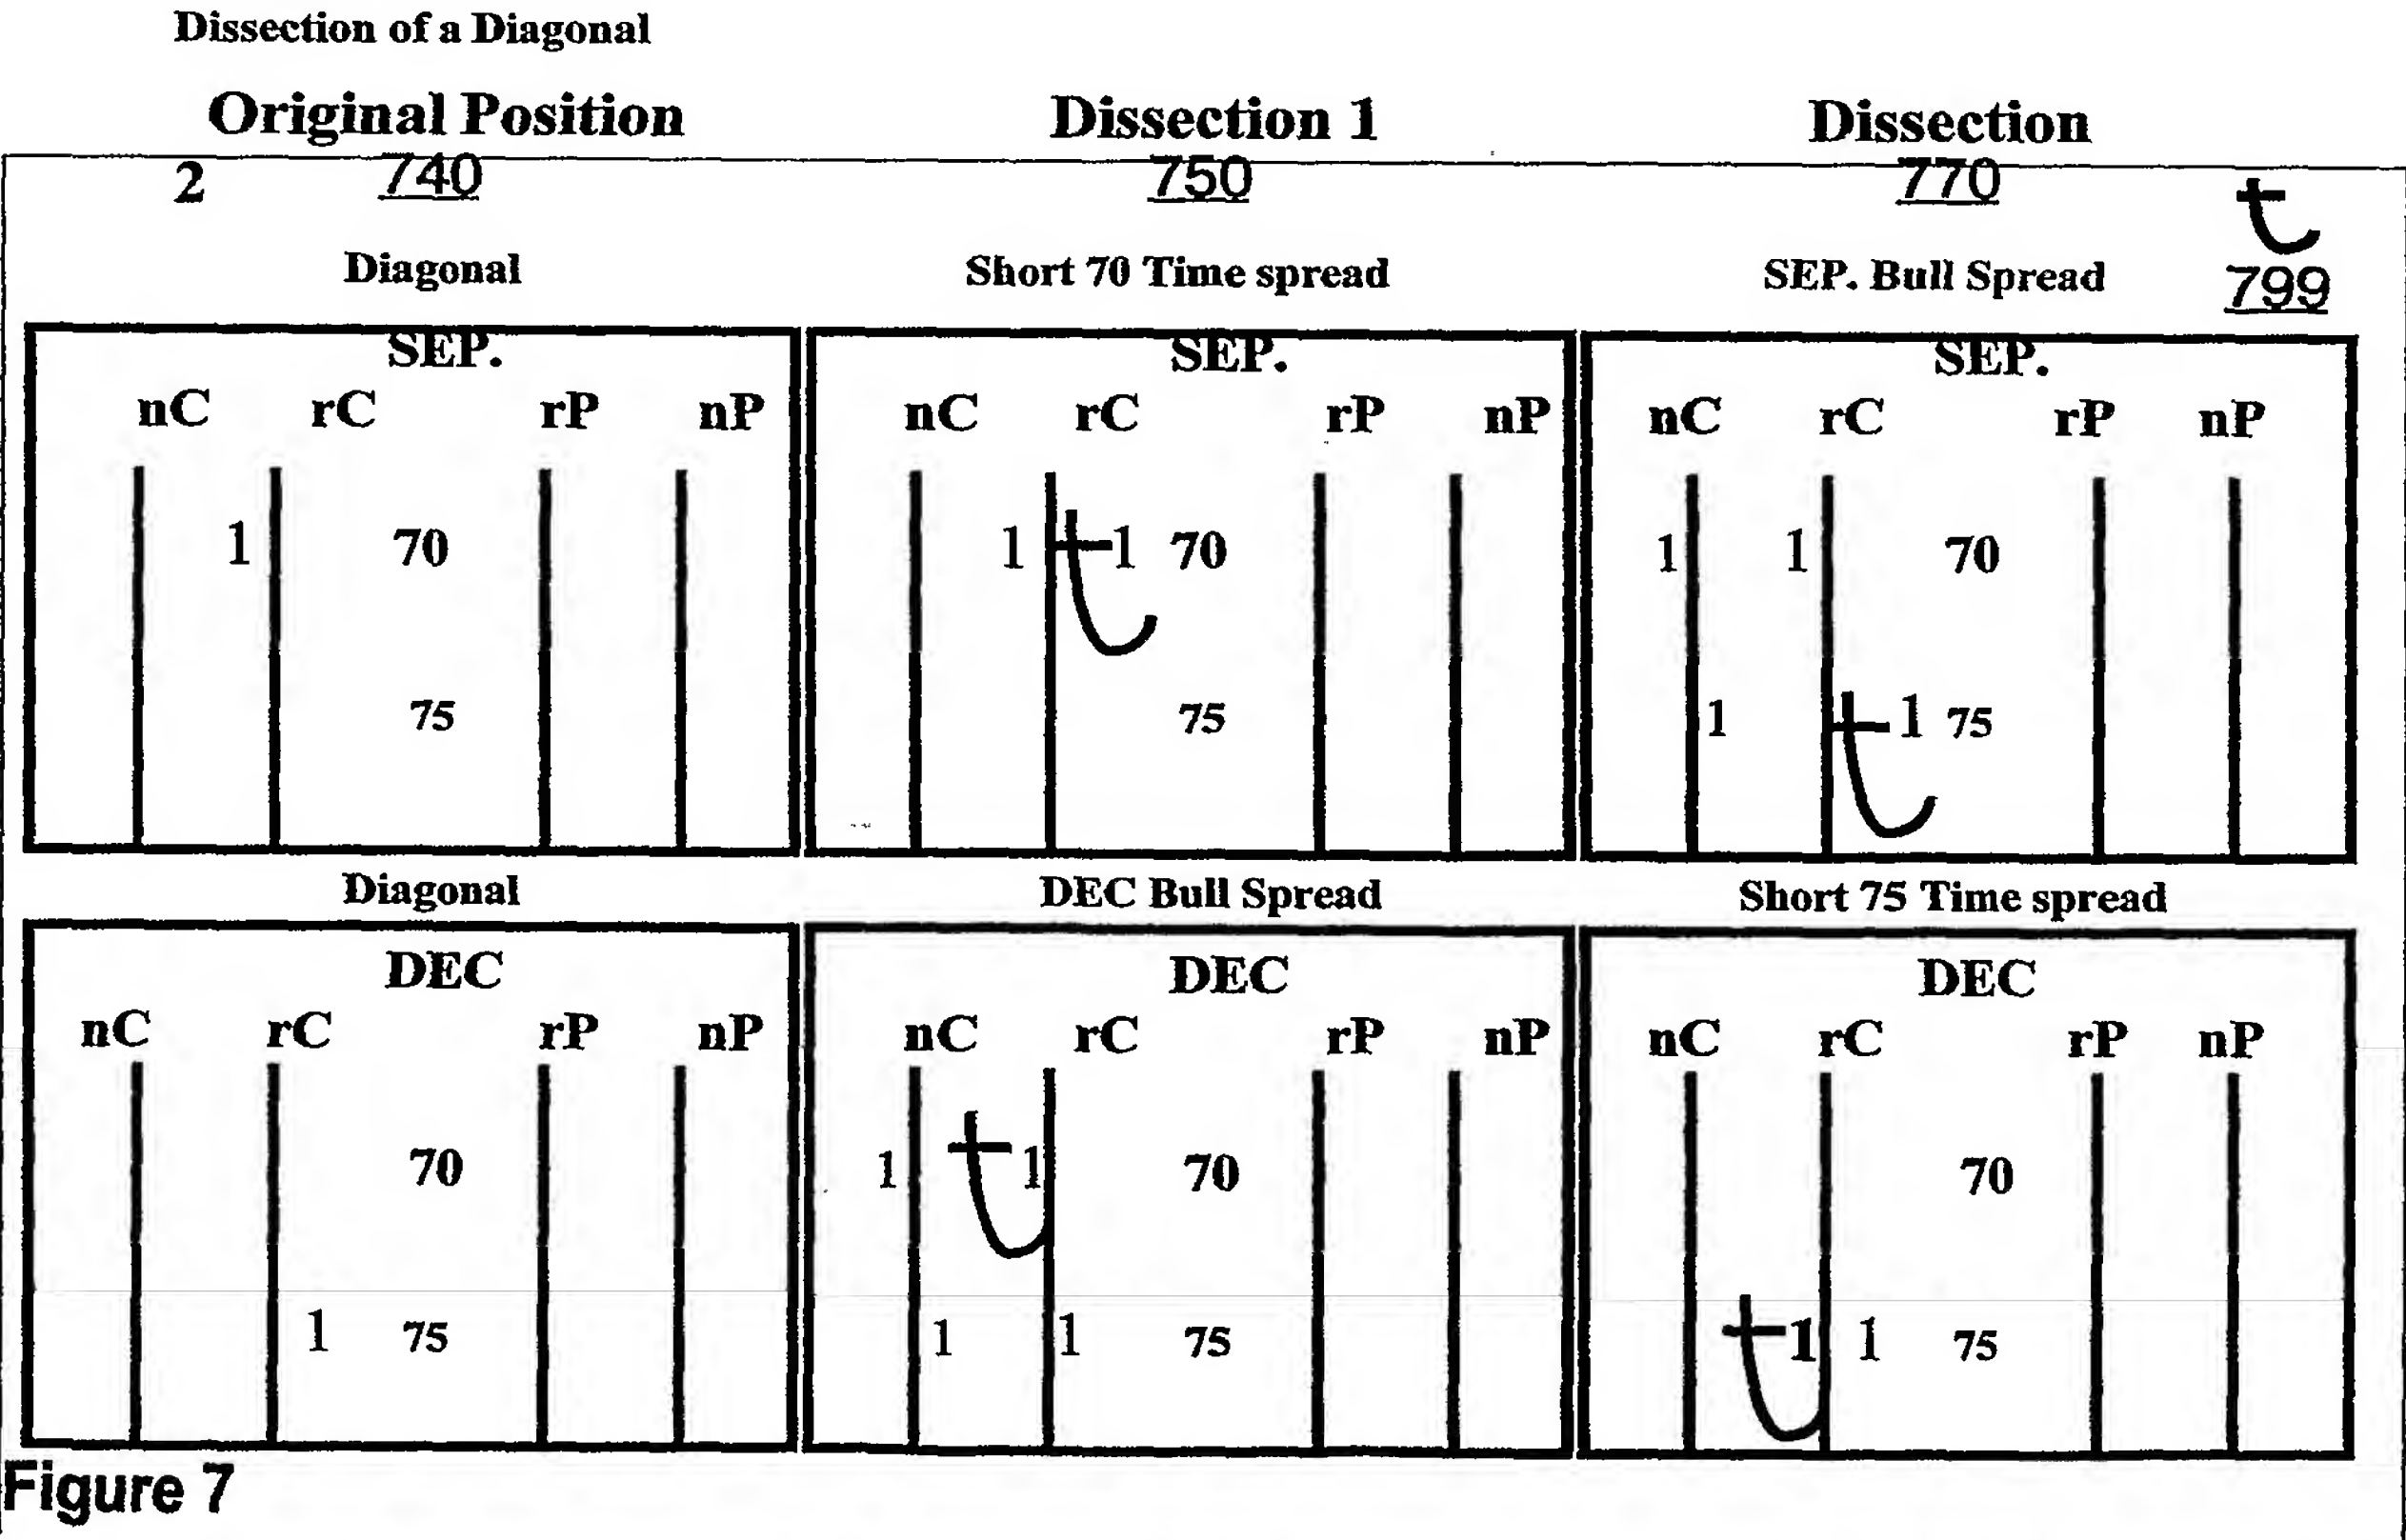 Dissection of a Diagonal
Original Position Dissection 1 Dissection
2 740 750 770
t
799
Diagonal Short 70 Time spread SEP. Bull Spread
SEP. SEP. SEP.
nC rC rP nP nC rC rP nP nC rC rP nP
1 70 1 t 1 70 1 1 70
75 75 1 t 1 75
Diagonal DEC Bull Spread Short 75 Time spread
DEC DEC DEC
nC rC rP nP nC rC rP nP nC rC rP nP
70 1 t 1 70 70
1 75 1 1 75 t 1 1 75
Figure 7